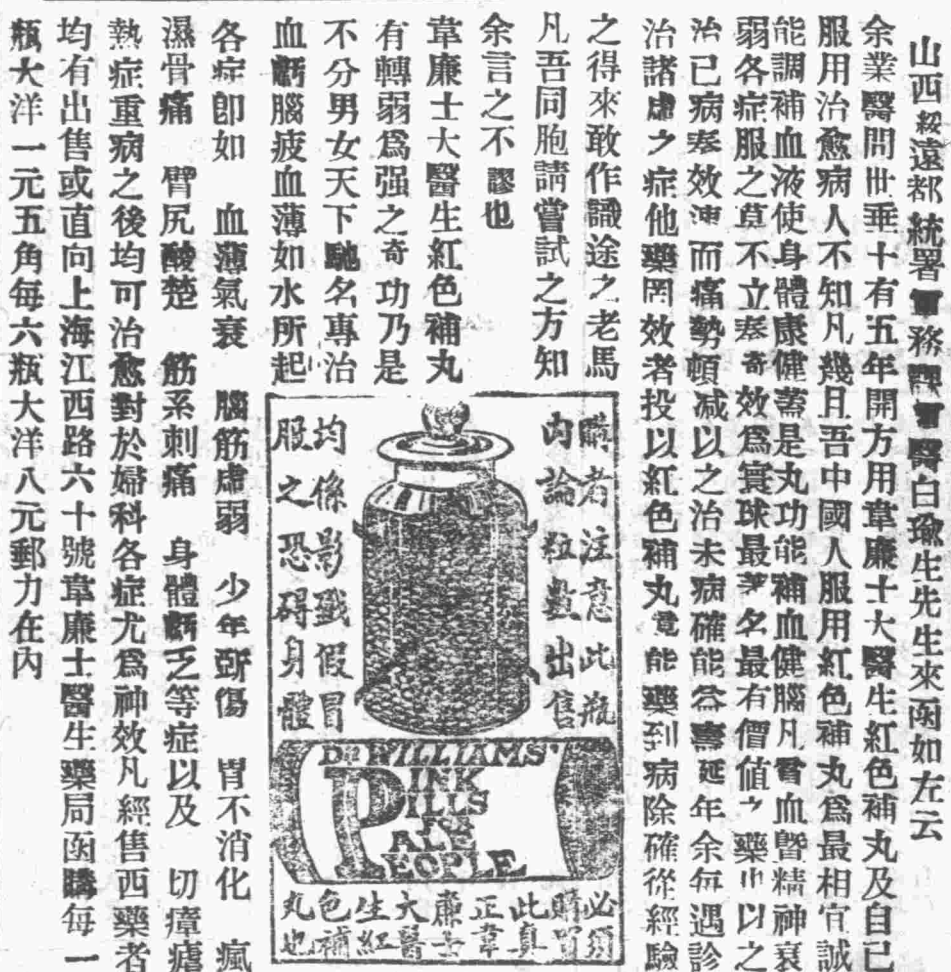 山西綏遠都統署軍務課軍醫白瑜生先生來函如左云
余業醫問世垂十有五年開方用韋廉士大醫生紅色補丸及自己
服用治愈病人不知凡幾且吾中國人服用紅色補丸爲最相宜誠
能調補血液使身體康健蓋是丸功能補血健腦凡貧血曁精神衰
弱各症服之莫不立奏奇效爲寰球最著名最有價值之藥也以之
治已病奏效速而痛勢頓减以之治未病確能益壽延年余每遇診
治諸虛之症他藥罔效者投以紅色補丸竟能藥到病除確從經驗
之得來敢作識途之老馬
凡吾同胞請嘗試之方知
余言之不謬也
韋廉士大醫生紅色補丸
有轉弱爲强之奇功乃是
不分男女天下馳名專治
血虧腦疲血薄如水所起
各症卽如 血薄氣衰 腦筋虛弱 少年斲傷 胃不消化 瘋
濕骨痛 臂尻酸楚 筋系刺痛 身體虧乏等症以及 切瘴瘧
熱症重病之後均可治愈對於婦科各症尤爲神效凡經售西藥者
均有出售或直向上海江西路六十號韋廉士醫生藥局函購每一
瓶大洋一元五角每六瓶大洋八元郵力在內
購者注意此瓶
內論粒數出售
均係影戤假冒
服之恐碍身體
DR WILLIAMS'
PINK
PILLS
FOR
PALE
PEOPLE
必須
購買
此真
正韋
廉士
大醫
生紅
色補
丸也